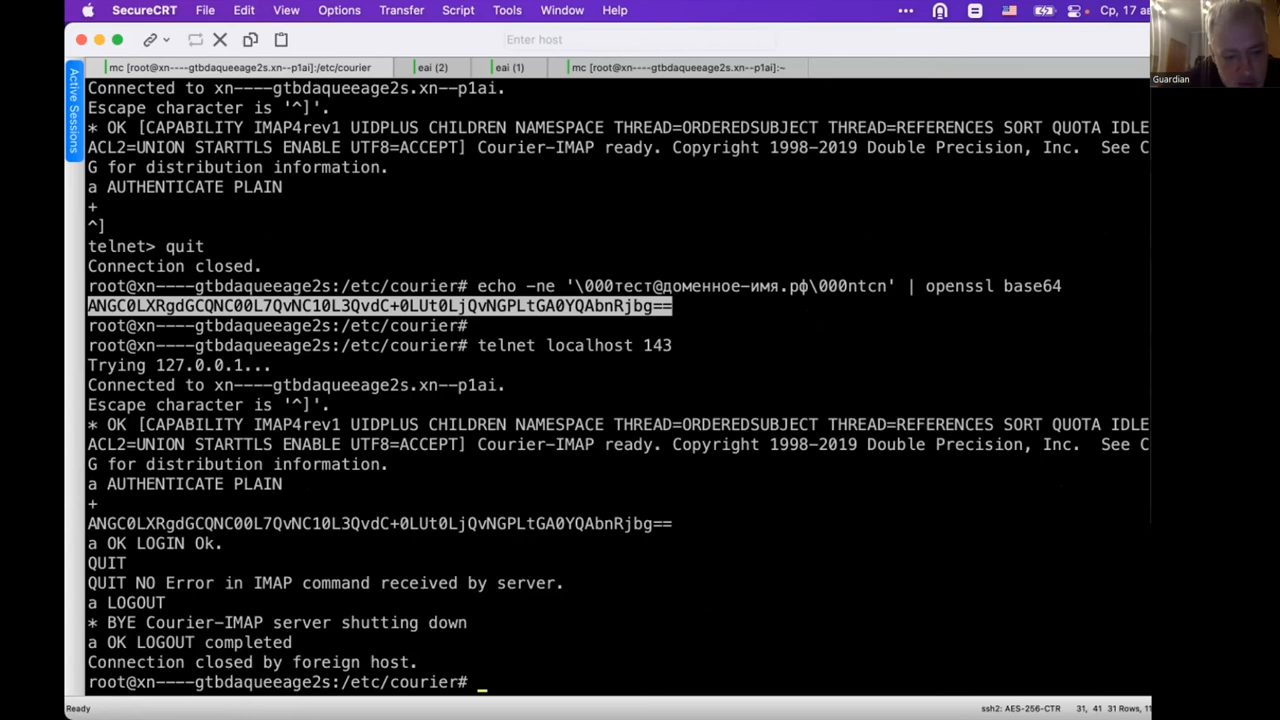 SecureCRT File Edit View Options Transfer Script Tools Window Help ••• Ср, 17 ав
Enter host
Guardian
mc [root@xn----gtbdaqueeage2s.xn--p1ai]:/etc/courier eai (2) eai (1) mc [root@xn----gtbdaqueeage2s.xn--p1ai]:~
Active Sessions
Connected to xn----gtbdaqueeage2s.xn--p1ai.
Escape character is '^]'.
* OK [CAPABILITY IMAP4rev1 UIDPLUS CHILDREN NAMESPACE THREAD=ORDEREDSUBJECT THREAD=REFERENCES SORT QUOTA IDLE
ACL2=UNION STARTTLS ENABLE UTF8=ACCEPT] Courier-IMAP ready. Copyright 1998-2019 Double Precision, Inc.  See C
G for distribution information.
a AUTHENTICATE PLAIN
+
^]
telnet> quit
Connection closed.
root@xn----gtbdaqueeage2s:/etc/courier# echo -ne '\000тест@доменное-имя.рф\000ntcn' | openssl base64
ANGC0LXRgdGCQNC00L7QvNC10L3QvdC+0LUt0LjQvNGPLtGA0YQAbnRjbg==
root@xn----gtbdaqueeage2s:/etc/courier#
root@xn----gtbdaqueeage2s:/etc/courier# telnet localhost 143
Trying 127.0.0.1...
Connected to xn----gtbdaqueeage2s.xn--p1ai.
Escape character is '^]'.
* OK [CAPABILITY IMAP4rev1 UIDPLUS CHILDREN NAMESPACE THREAD=ORDEREDSUBJECT THREAD=REFERENCES SORT QUOTA IDLE
ACL2=UNION STARTTLS ENABLE UTF8=ACCEPT] Courier-IMAP ready. Copyright 1998-2019 Double Precision, Inc.  See C
G for distribution information.
a AUTHENTICATE PLAIN
+
ANGC0LXRgdGCQNC00L7QvNC10L3QvdC+0LUt0LjQvNGPLtGA0YQAbnRjbg==
a OK LOGIN Ok.
QUIT
QUIT NO Error in IMAP command received by server.
a LOGOUT
* BYE Courier-IMAP server shutting down
a OK LOGOUT completed
Connection closed by foreign host.
root@xn----gtbdaqueeage2s:/etc/courier#
Ready ssh2: AES-256-CTR 31, 41 31 Rows, 11